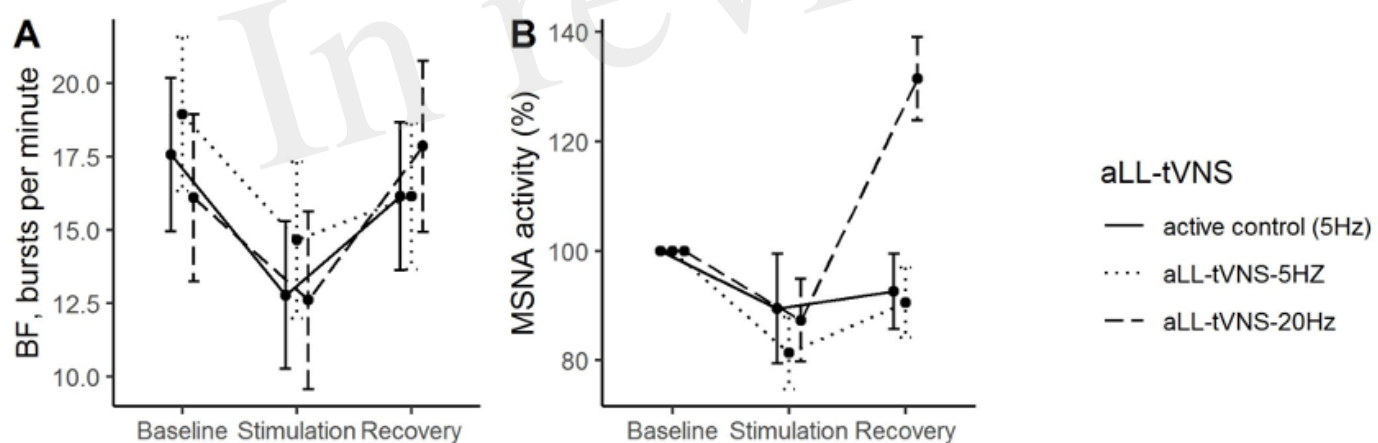 In rev
A
BF, bursts per minute
20.0
17.5
15.0
12.5
10.0
Baseline Stimulation Recovery
B
MSNA activity (%)
140
120
100
80
Baseline Stimulation Recovery
aLL-tVNS
active control (5Hz)
aLL-tVNS-5HZ
aLL-tVNS-20Hz